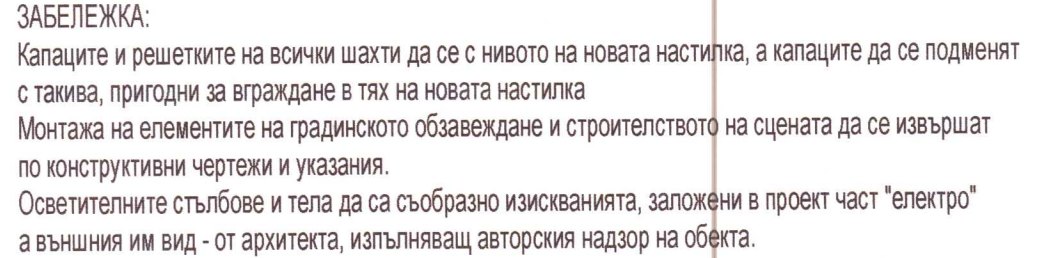 ЗАБЕЛЕЖКА:
Капаците и решетките на всички шахти да се с нивото на новата настилка, а капаците да се подменят
с такива, пригодни за вграждане в тях на новата настилка
Монтажа на елементите на градинското обзавеждане и строителството на сцената да се извършат
по конструктивни чертежи и указания.
Осветителните стълбове и тела да са съобразно изискванията, заложени в проект част "електро"
а външния им вид - от архитекта, изпълняващ авторския надзор на обекта.